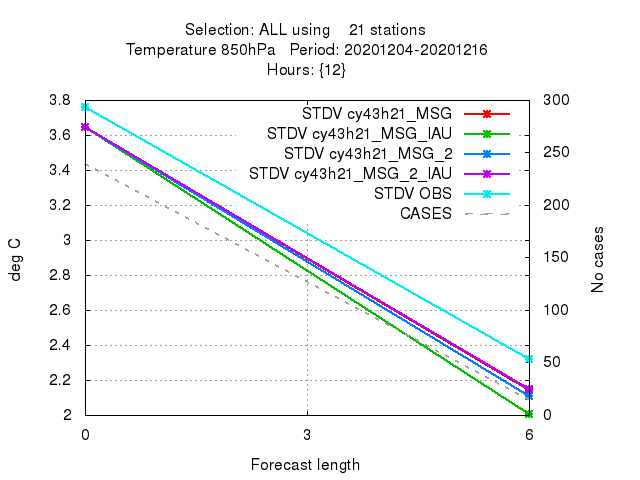 Selection: ALL using    21 stations
Temperature 850hPa   Period: 20201204-20201216
Hours: {12}
3.8
3.6
3.4
3.2
3
2.8
2.6
2.4
2.2
2
deg C
300
250
200
150
100
50
0
No cases
STDV cy43h21_MSG
STDV cy43h21_MSG_IAU
STDV cy43h21_MSG_2
STDV cy43h21_MSG_2_IAU
STDV OBS
CASES
0 3 6
Forecast length